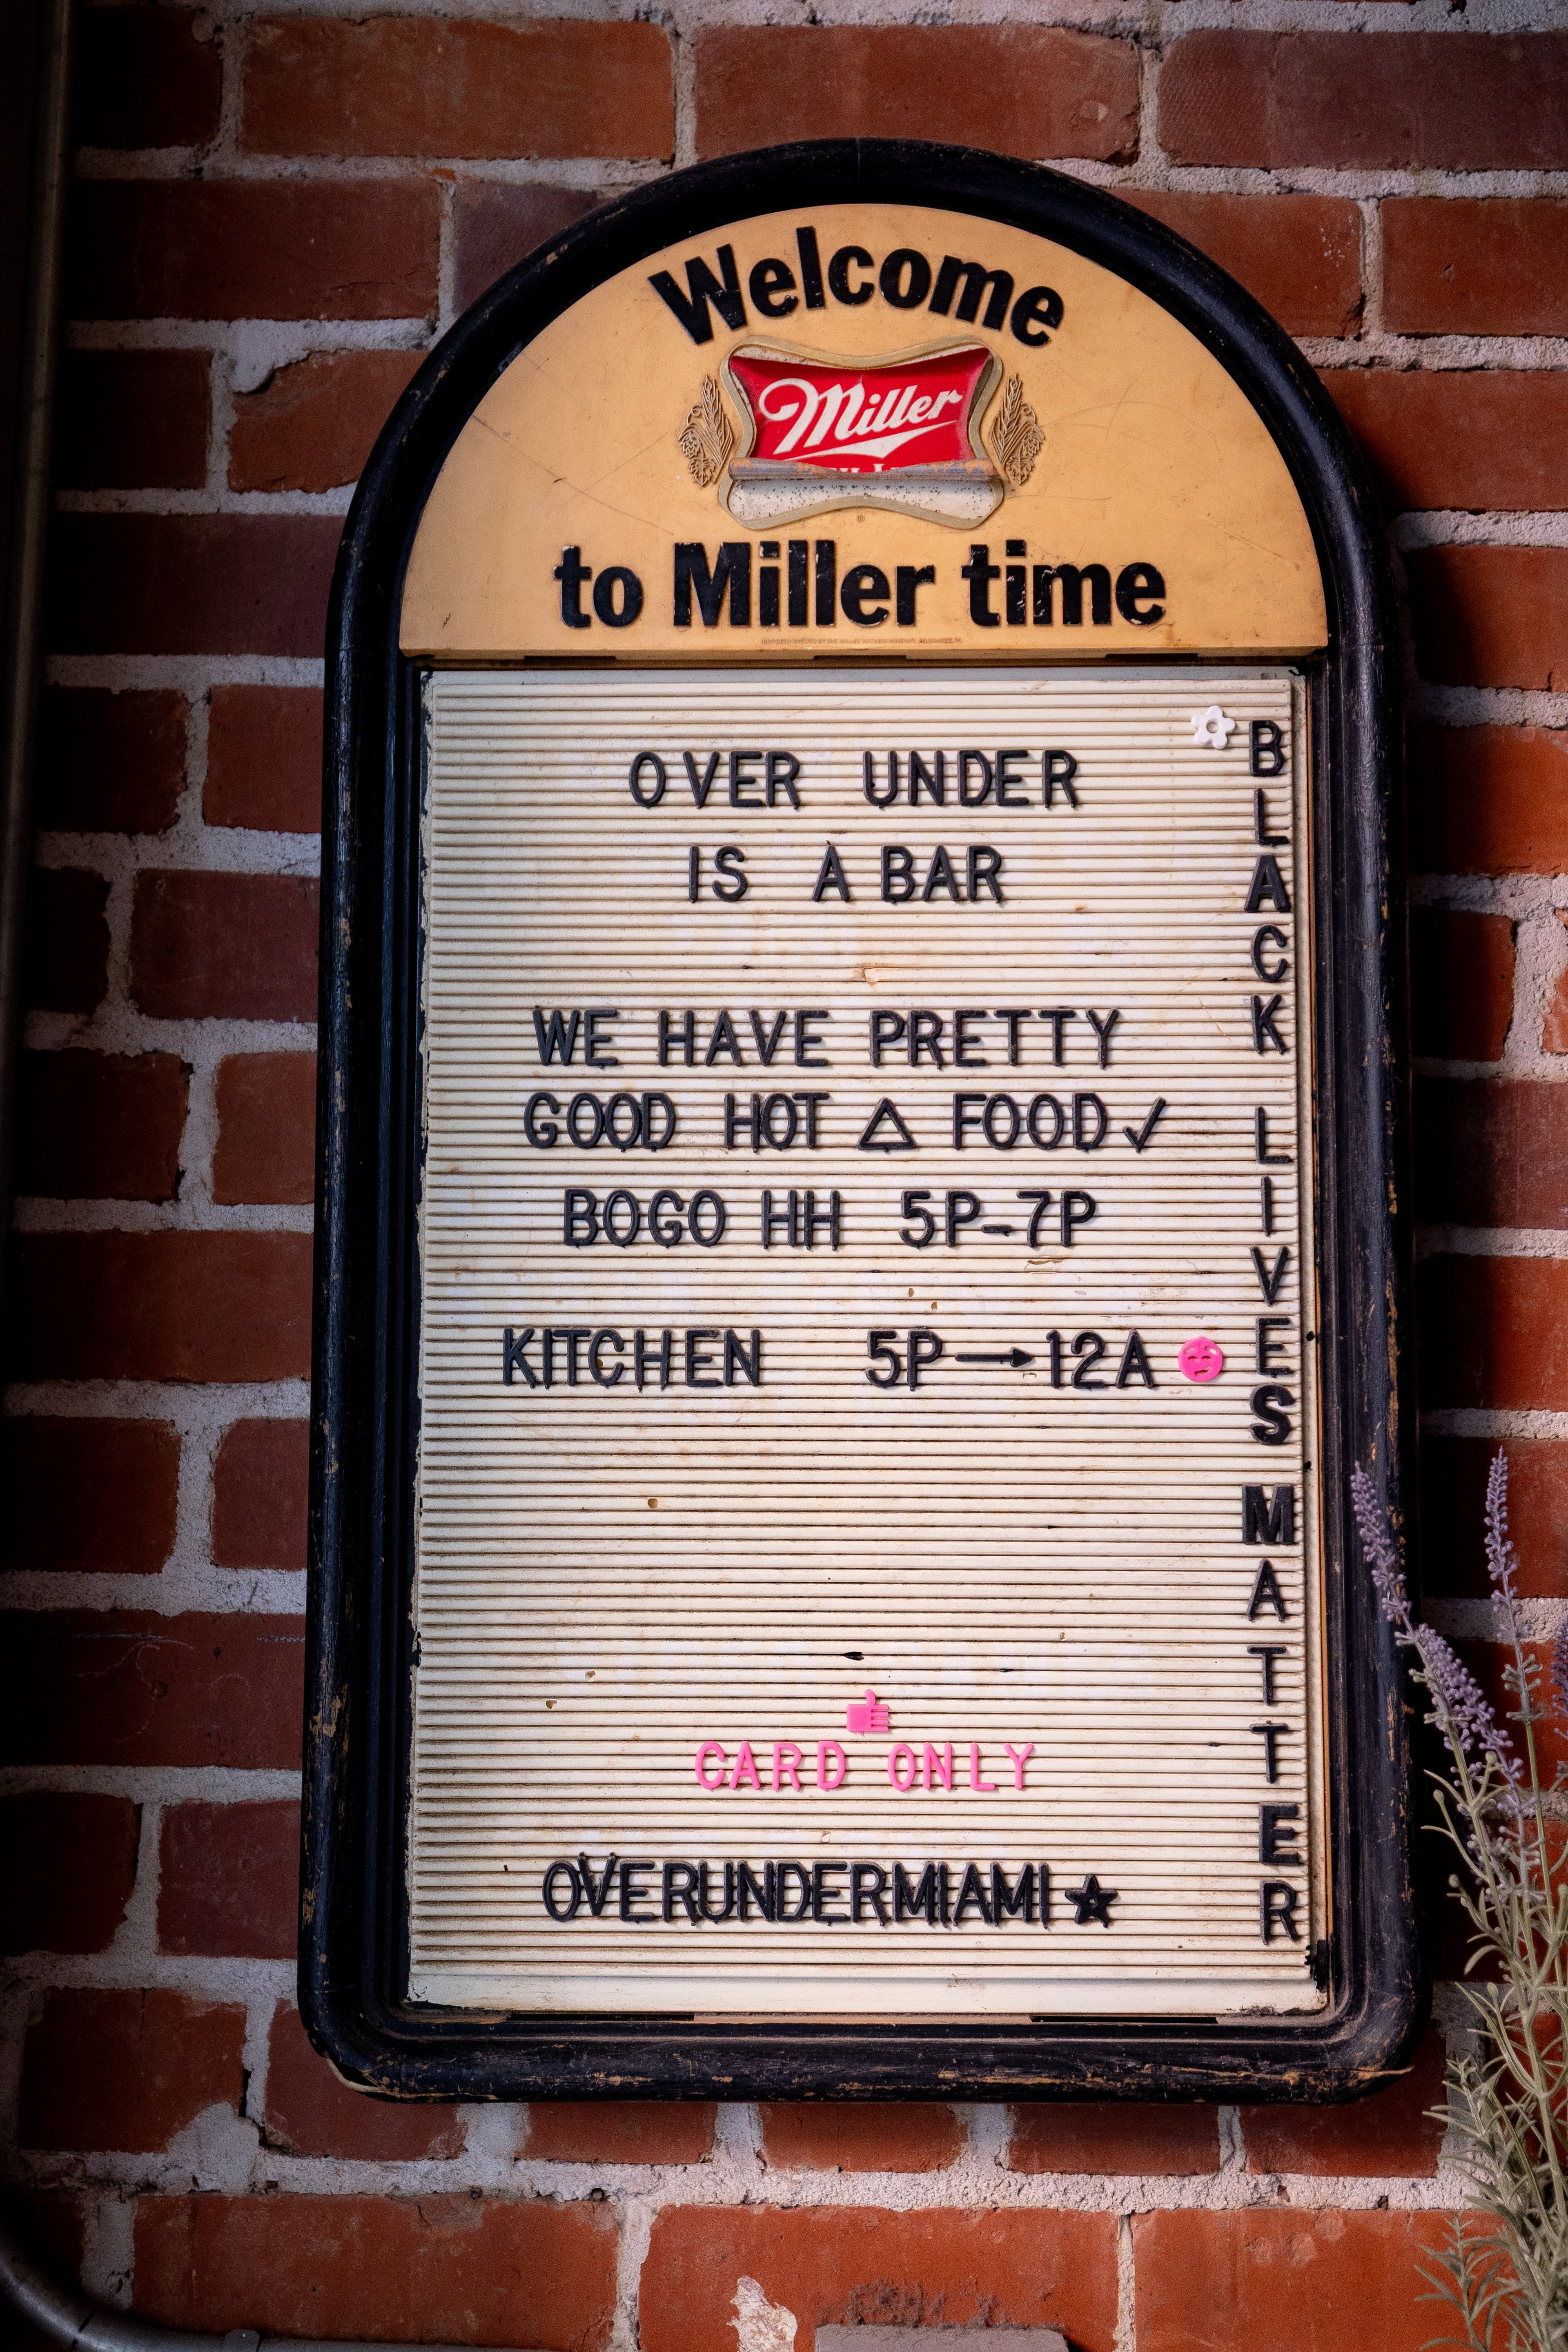 Welcome
Miller
to Miller time
OVER UNDER
IS A BAR
WE HAVE PRETTY
GOOD HOT △ FOOD ✓
BOGO HH 5P-7P
KITCHEN 5P→12A
CARD ONLY
OVERUNDERMIAMI★
BLACK LIVES MATTER